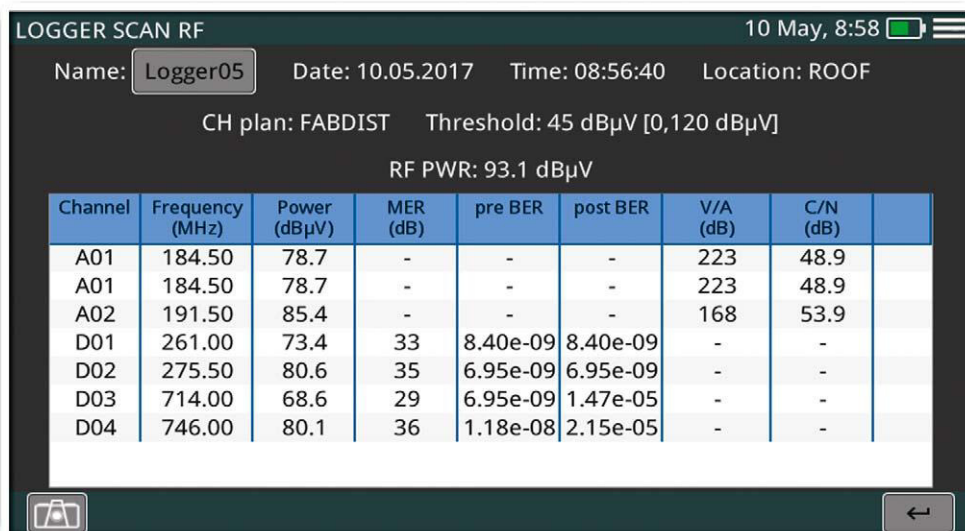 LOGGER SCAN RF 10 May, 8:58
Name: Logger05 Date: 10.05.2017 Time: 08:56:40 Location: ROOF
CH plan: FABDIST Threshold: 45 dBµV [0,120 dBµV]
RF PWR: 93.1 dBµV
Channel Frequency (MHz) Power (dBµV) MER (dB) pre BER post BER V/A (dB) C/N (dB)
A01 184.50 78.7 - - - 223 48.9
A01 184.50 78.7 - - - 223 48.9
A02 191.50 85.4 - - - 168 53.9
D01 261.00 73.4 33 8.40e-09 8.40e-09 - -
D02 275.50 80.6 35 6.95e-09 6.95e-09 - -
D03 714.00 68.6 29 6.95e-09 1.47e-05 - -
D04 746.00 80.1 36 1.18e-08 2.15e-05 - -